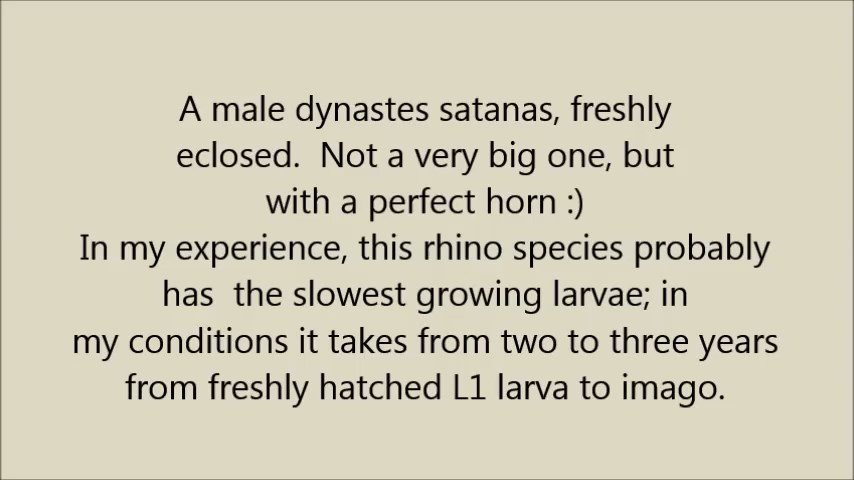 A male dynastes satanas, freshly
eclosed.  Not a very big one, but
with a perfect horn :)
In my experience, this rhino species probably
has  the slowest growing larvae; in
my conditions it takes from two to three years
from freshly hatched L1 larva to imago.